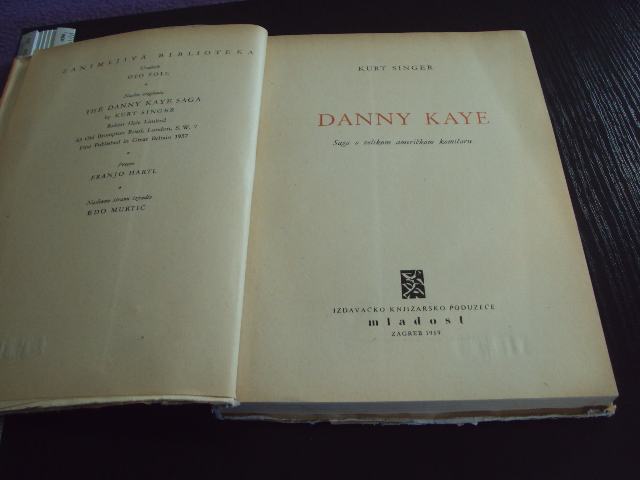 ZANIMLJIVA BIBLIOTEKA
Urednik
OTO ŠOLC
Naslov originala
THE DANNY KAYE SAGA
by KURT SINGER
Robert Hale Limited
63 Old Brompton Road, London, S. W. 7
First Published in Great Britain 1957
Preveo
FRANJO HARTL
Naslovnu stranu izradio
EDO MURTIĆ
KURT SINGER
DANNY KAYE
Saga o velikom američkom komičaru
IZDAVAČKO KNJIŽARSKO PODUZEĆE
mladost
ZAGREB 1959